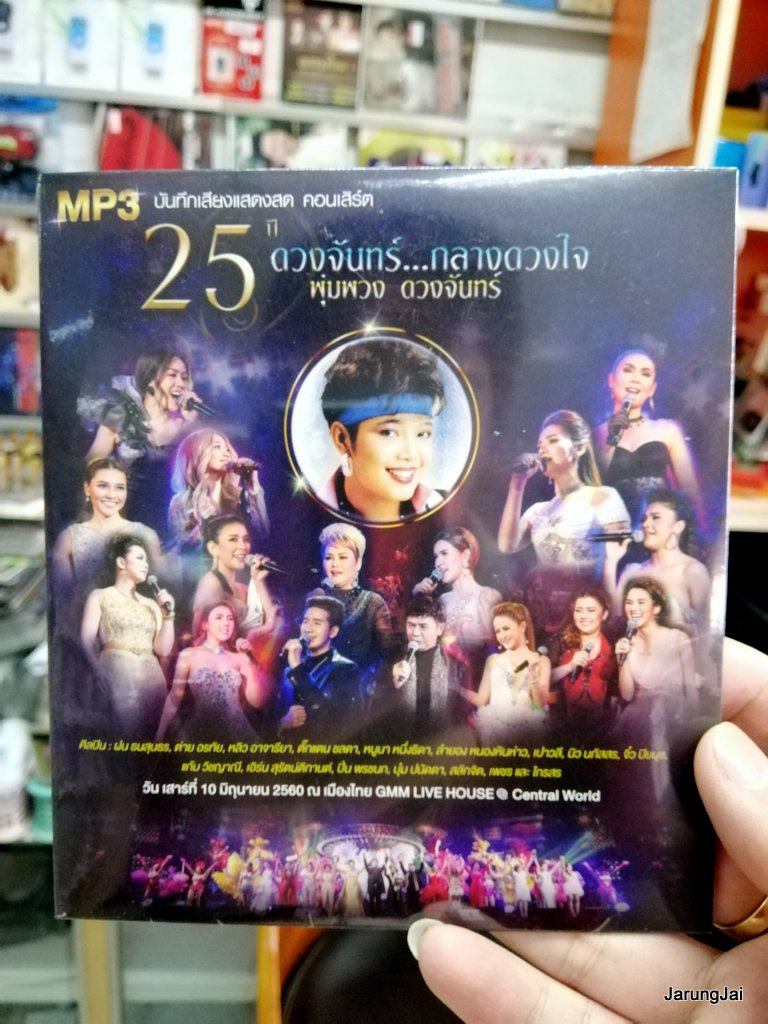 MP3 บันทึกเสียงแสดงสด คอนเสิร์ต
25 ปี ดวงจันทร์...กลางดวงใจ
พุ่มพวง ดวงจันทร์
ศิลปิน : ฝน ธนสุนธร, ต่าย อรทัย, หลิว อาจารียา, ตั๊กแตน ชลดา, หนูนา หนึ่งธิดา, ลำยอง หนองหินห่าว, เปาวลี, นิว นภัสสร, จิ๋ว ปิยนุช,
แก้ม วิชญาณี, เอิร์น สุรัตน์ติกานต์, ปิ่น พรชนก, บุ๋ม ปนัดดา, สลักจิต, เพชร และ ไกรสร
วัน เสาร์ที่ 10 มิถุนายน 2560 ณ เมืองไทย GMM LIVE HOUSE@ Central World
JarungJai